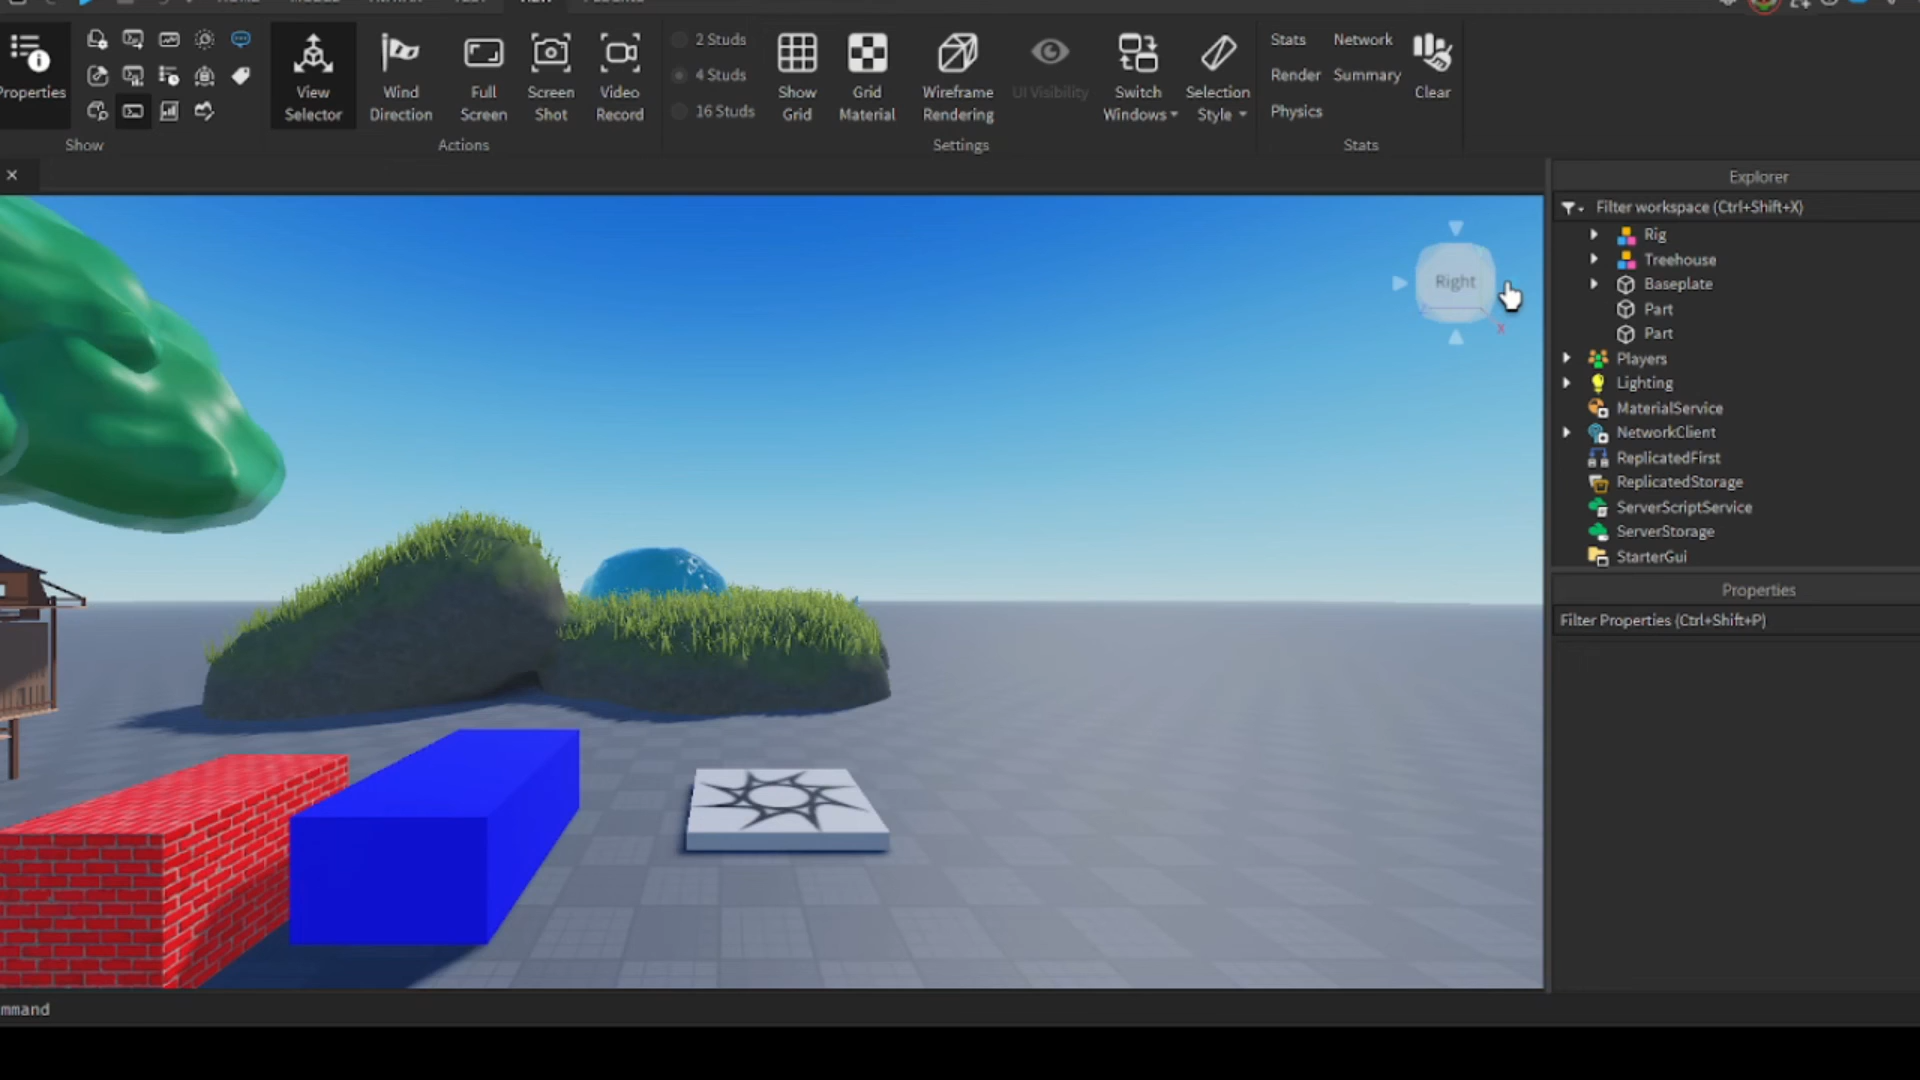 VIEW
Properties
View
Selector
Wind
Direction
Full
Screen
Screen
Shot
Video
Record
2 Studs
4 Studs
16 Studs
Show
Grid
Grid
Material
Wireframe
Rendering
UI Visibility
Switch
Windows
Selection
Style
Stats
Network
Render
Summary
Physics
Clear
Show
Actions
Settings
Stats
Right
X
Explorer
Filter workspace (Ctrl+Shift+X)
Rig
Treehouse
Baseplate
Part
Part
Players
Lighting
MaterialService
NetworkClient
ReplicatedFirst
ReplicatedStorage
ServerScriptService
ServerStorage
StarterGui
Properties
Filter Properties (Ctrl+Shift+P)
mmand